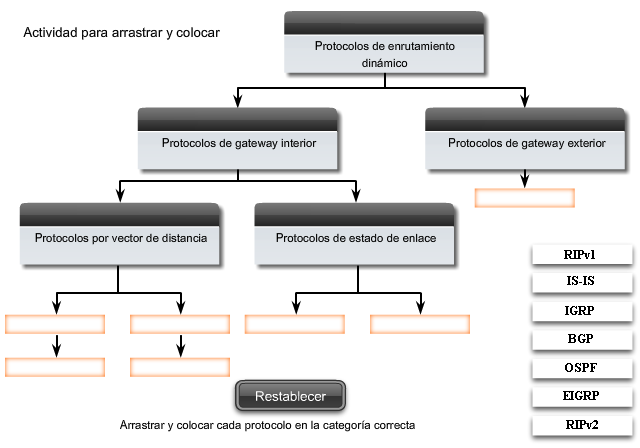 Actividad para arrastrar y colocar
Protocolos de enrutamiento
dinámico
Protocolos de gateway interior
Protocolos de gateway exterior
Protocolos por vector de distancia
Protocolos de estado de enlace
RIPv1
IS-IS
IGRP
BGP
OSPF
EIGRP
RIPv2
Restablecer
Arrastrar y colocar cada protocolo en la categoría correcta